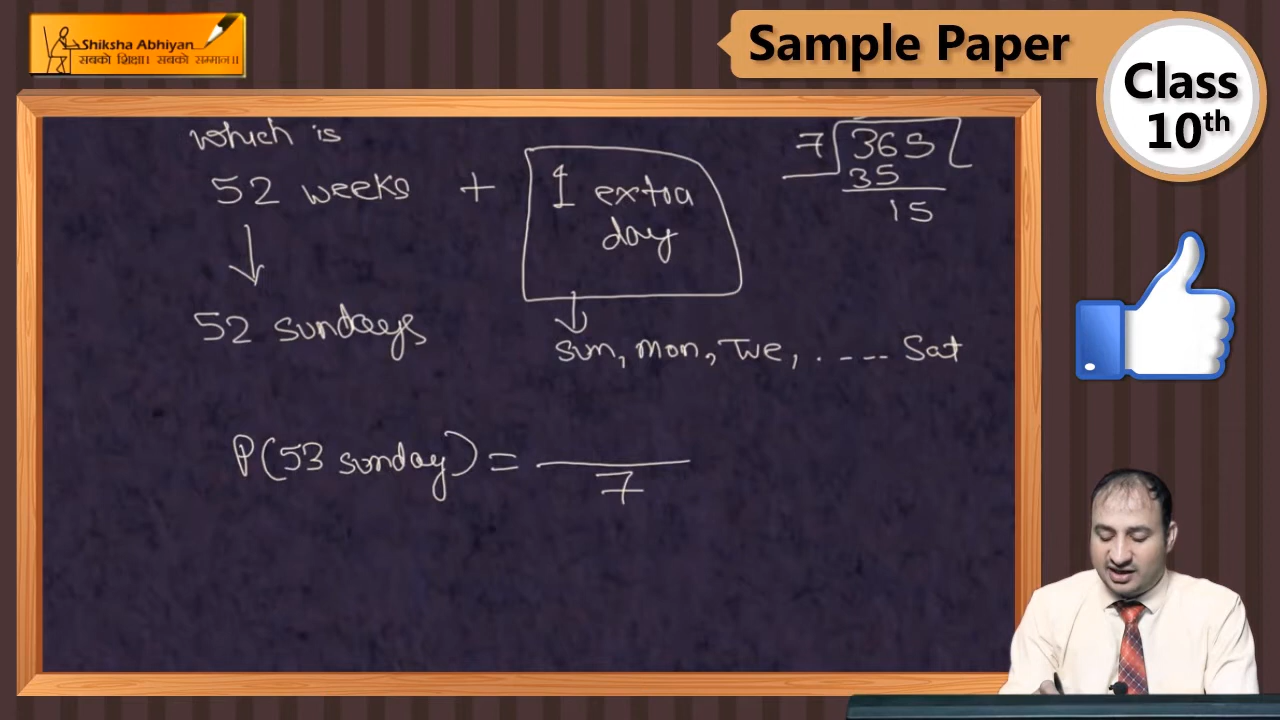 Shiksha Abhiyan
सबको शिक्षा। सबको सम्मान॥
Sample Paper
Class
10th
which is
52 weeks + 1 extra
day
7 365
35
15
52 sundays
sun, mon, Tue, . ---- Sat
P(53 sunday) = 
7